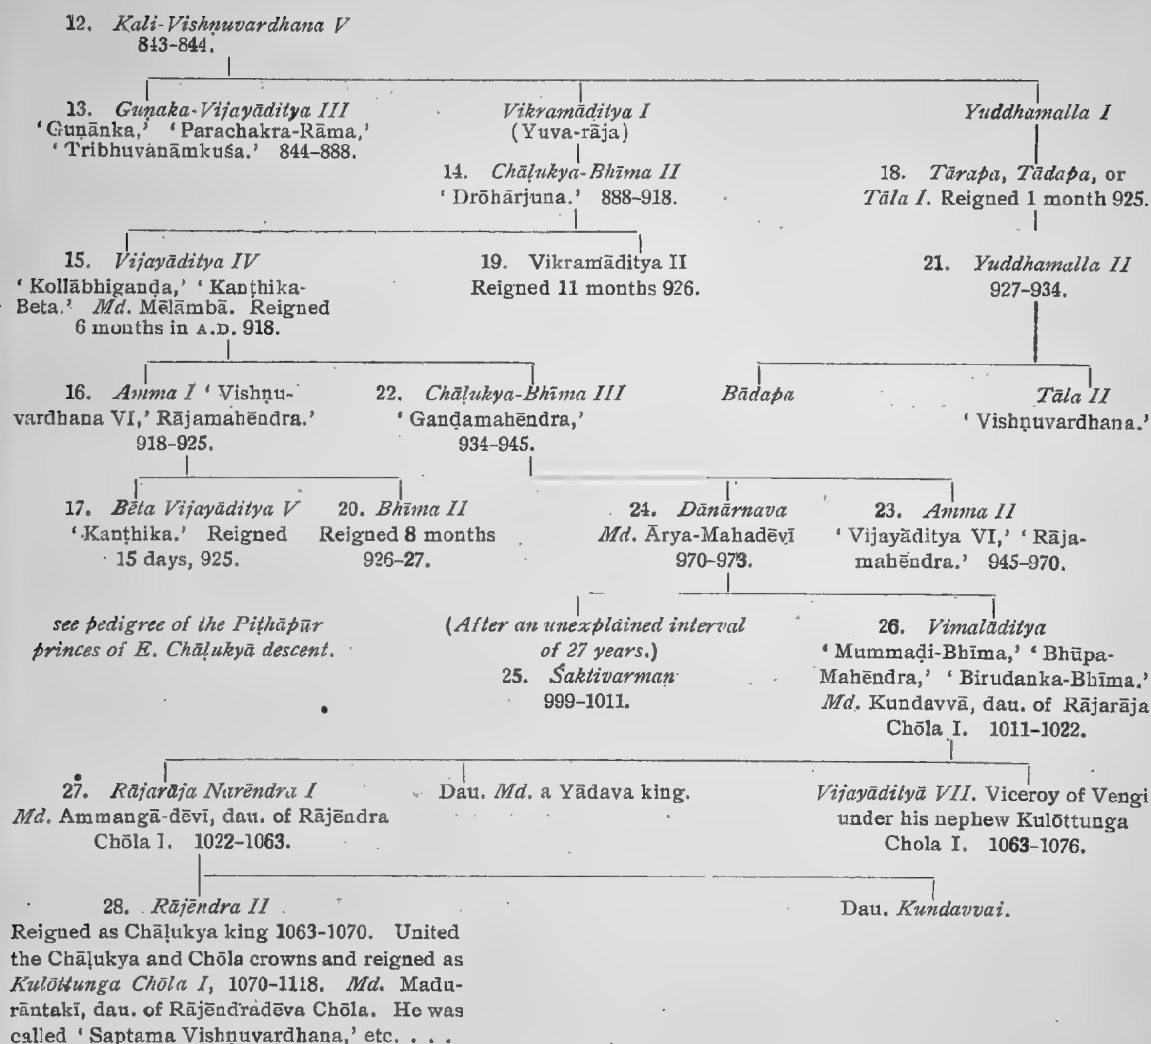 12. Kali-Vishṇuvardhana V
843-844.
13. Guṇaka-Vijayāditya III
'Guṇānka,' 'Parachakra-Rāma,'
'Tribhuvanāmkuśa.' 844-888.
Vikramāditya I
(Yuva-rāja)
Yuddhamalla I
14. Chāḷukya-Bhīma II
'Drōhārjuna.' 888-918.
18. Tārapa, Tādapa, or
Tāla I. Reigned 1 month 925.
15. Vijayāditya IV
'Kollābhigaṇḍa,' 'Kanṭhika-
Beta.' Md. Mēlāmbā. Reigned
6 months in A.D. 918.
19. Vikramāditya II
Reigned 11 months 926.
21. Yuddhamalla II
927-934.
16. Amma I 'Vishṇu-
vardhana VI,' Rājamahēndra.'
918-925.
22. Chāḷukya-Bhīma III
'Gaṇḍamahēndra,'
934-945.
Bādapa
Tāla II
'Vishṇuvardhana.'
17. Bēta Vijayāditya V
'Kanṭhika.' Reigned
15 days, 925.
20. Bhīma II
Reigned 8 months
926-27.
24. Dānārnava
Md. Ārya-Mahadēvī
970-973.
23. Amma II
'Vijayāditya VI,' 'Rāja-
mahēndra.' 945-970.
see pedigree of the Piṭhāpūr
princes of E. Chāḷukyā descent.
(After an unexplained interval
of 27 years.)
25. Śaktivarman
999-1011.
26. Vimalāditya
'Mummaḍi-Bhīma,' 'Bhūpa-
Mahēndra,' 'Birudanka-Bhīma.'
Md. Kundavvā, dau. of Rājarāja
Chōla I. 1011-1022.
27. Rājarāja Narēndra I
Md. Ammangā-dēvī, dau. of Rājēndra
Chōla I. 1022-1063.
Dau. Md. a Yādava king.
Vijayādityā VII. Viceroy of Vengi
under his nephew Kulōttunga
Chola I. 1063-1076.
28. Rājēndra II
Reigned as Chāḷukya king 1063-1070. United
the Chāḷukya and Chōla crowns and reigned as
Kulōttunga Chōla I, 1070-1118. Md. Madu-
rāntakī, dau. of Rājēndradēva Chōla. He was
called 'Saptama Vishṇuvardhana,' etc. . . .
Dau. Kundavvai.